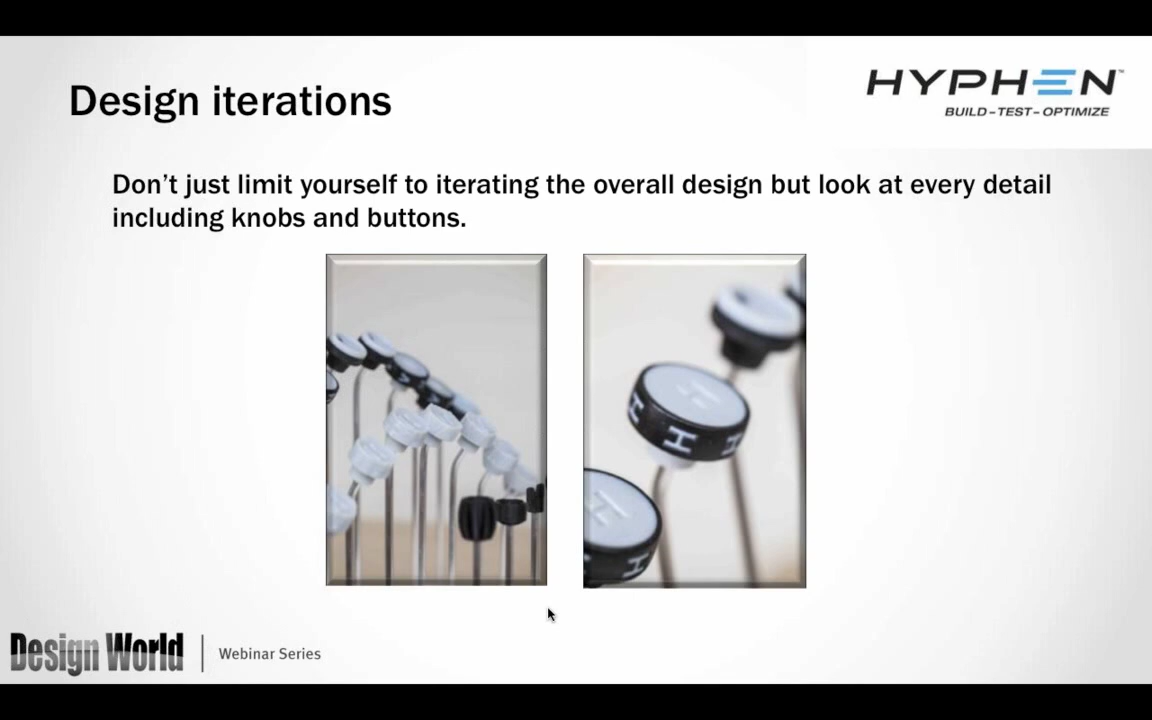 Design iterations
HYPHEN™
BUILD–TEST–OPTIMIZE
Don’t just limit yourself to iterating the overall design but look at every detail
including knobs and buttons.
H
H
H
H
H
Design World
Webinar Series